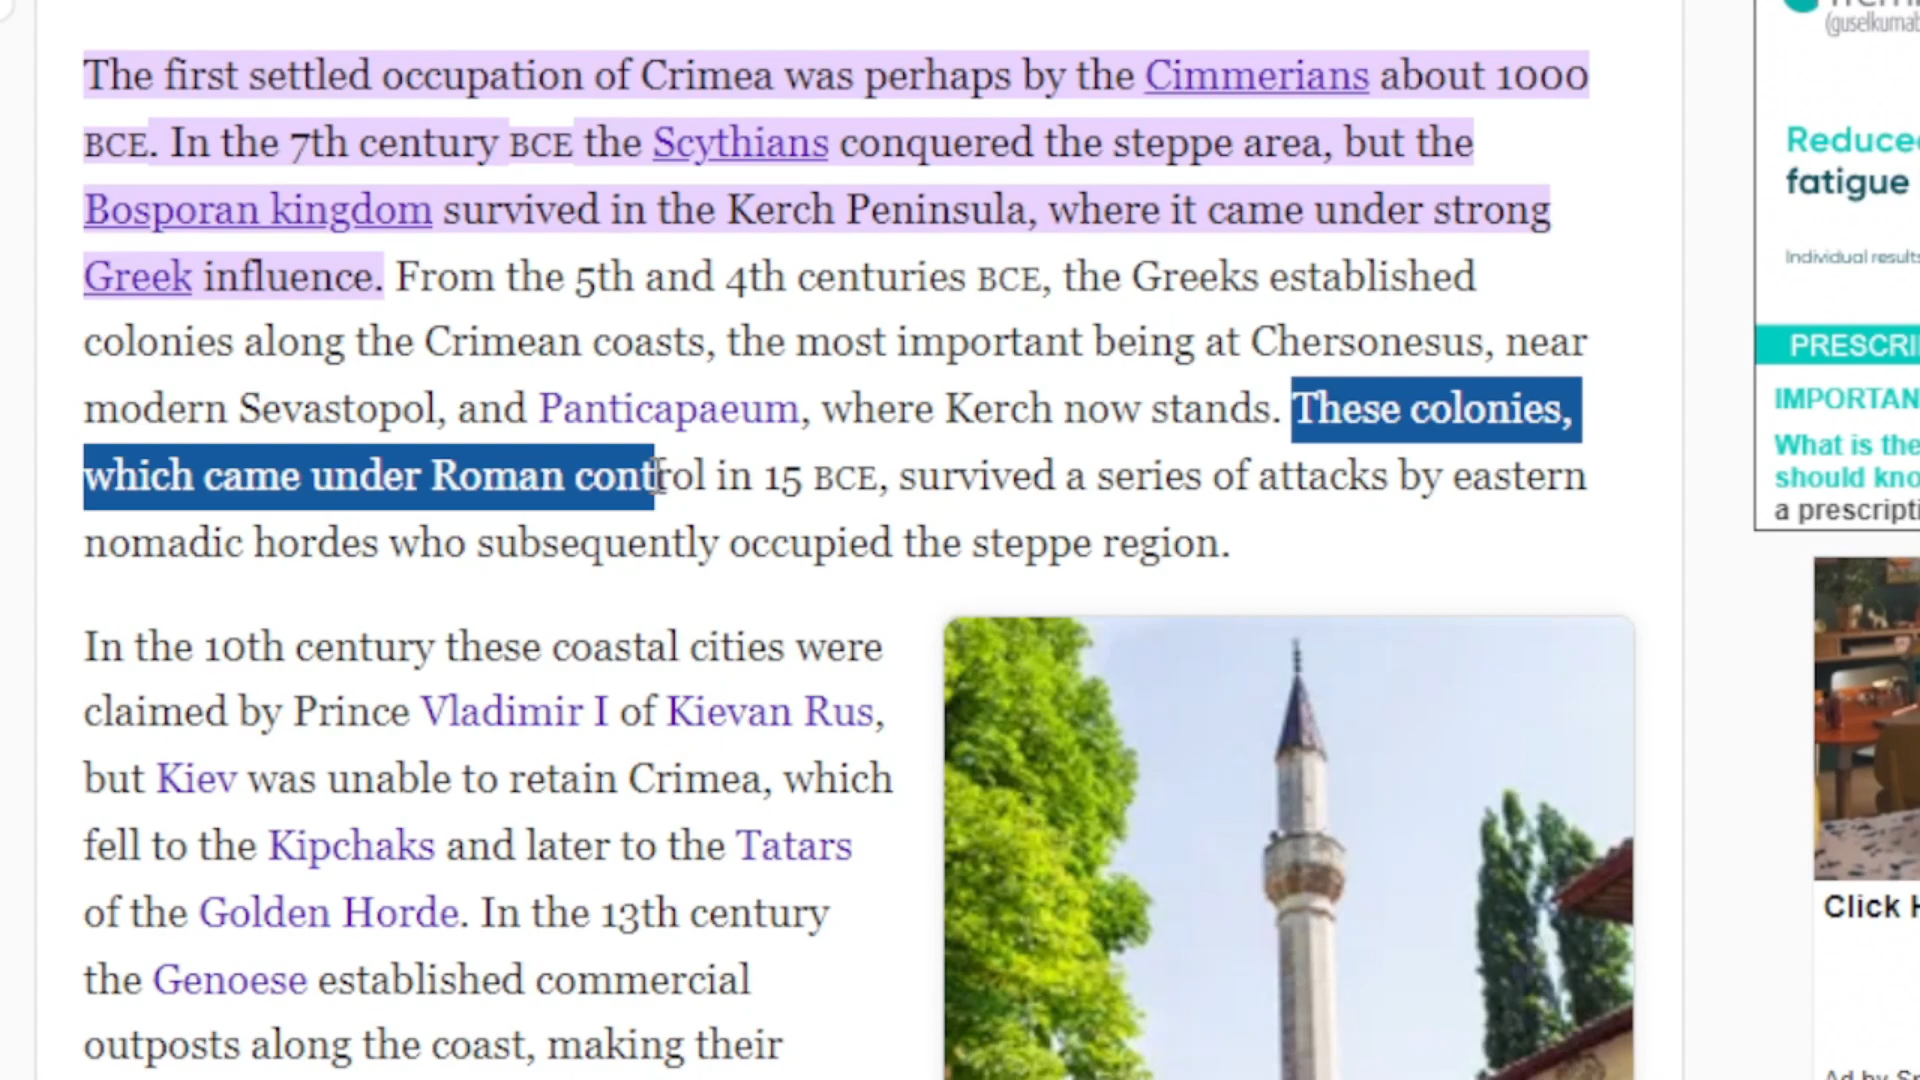 The first settled occupation of Crimea was perhaps by the Cimmerians about 1000
BCE. In the 7th century BCE the Scythians conquered the steppe area, but the
Bosporan kingdom survived in the Kerch Peninsula, where it came under strong
Greek influence. From the 5th and 4th centuries BCE, the Greeks established
colonies along the Crimean coasts, the most important being at Chersonesus, near
modern Sevastopol, and Panticapaeum, where Kerch now stands. These colonies,
which came under Roman control in 15 BCE, survived a series of attacks by eastern
nomadic hordes who subsequently occupied the steppe region.
In the 10th century these coastal cities were
claimed by Prince Vladimir I of Kievan Rus,
but Kiev was unable to retain Crimea, which
fell to the Kipchaks and later to the Tatars
of the Golden Horde. In the 13th century
the Genoese established commercial
outposts along the coast, making their
(guselkumab
Reduced
fatigue
Individual results
PRESCRI
IMPORTAN
What is the
should kno
a prescripti
Click H
Ad by